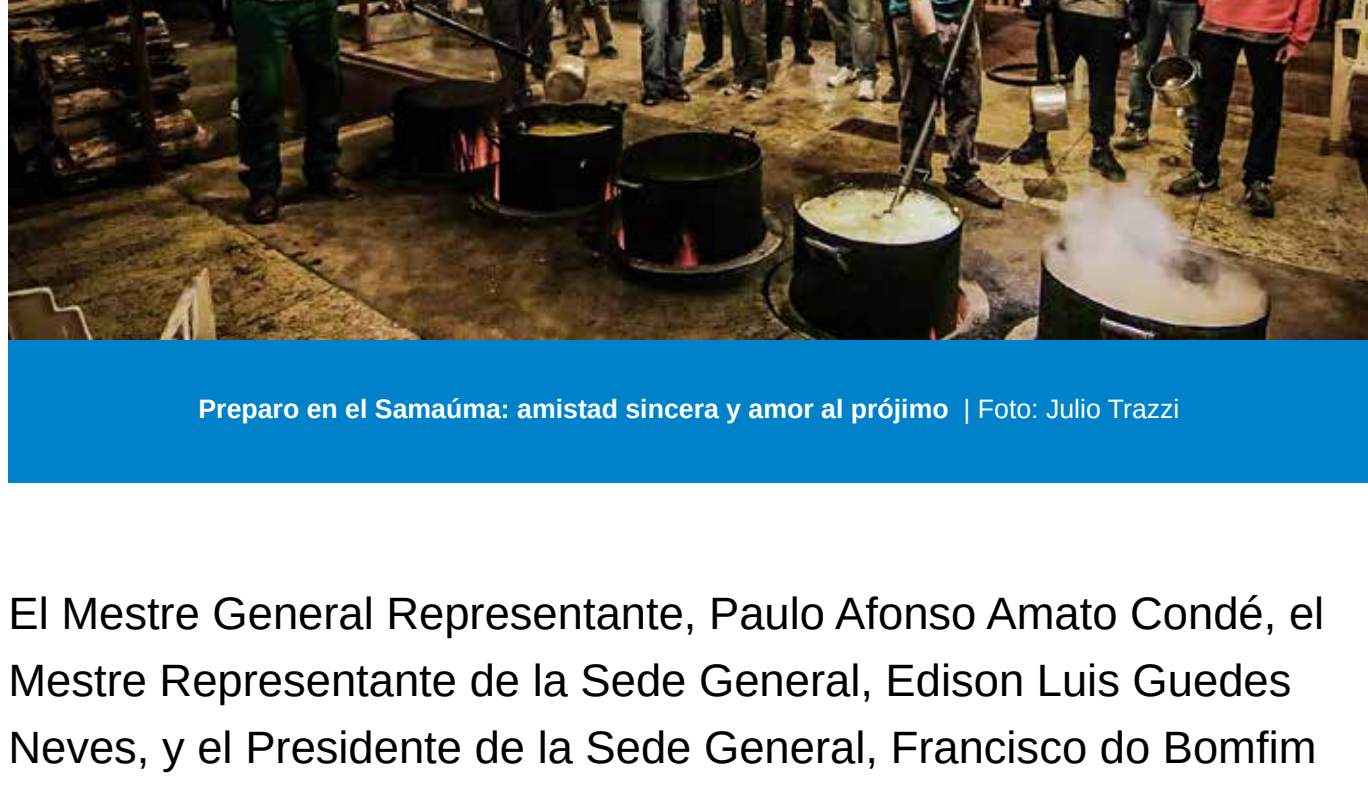 Preparo en el Samaúma: amistad sincera y amor al prójimo | Foto: Julio Trazzi
El Mestre General Representante, Paulo Afonso Amato Condé, el
Mestre Representante de la Sede General, Edison Luis Guedes
Neves, y el Presidente de la Sede General, Francisco do Bomfim